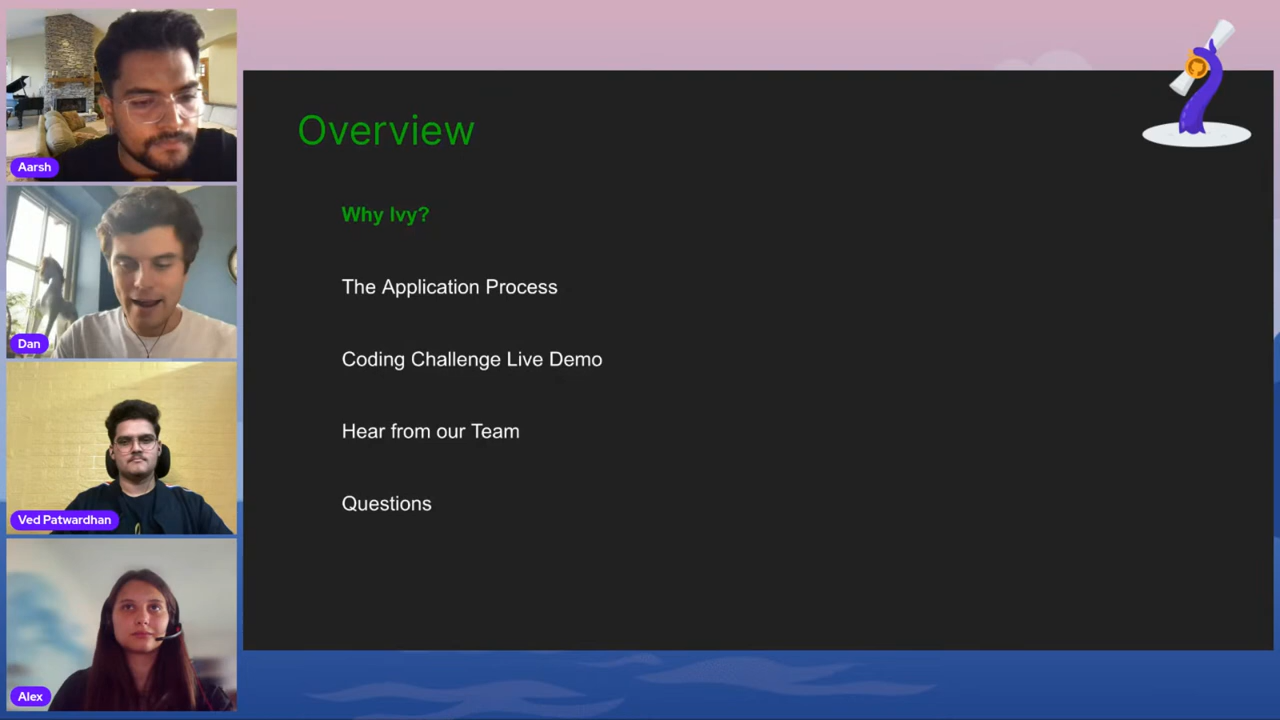 Aarsh
Dan
Ved Patwardhan
Alex
Overview
Why Ivy?
The Application Process
Coding Challenge Live Demo
Hear from our Team
Questions